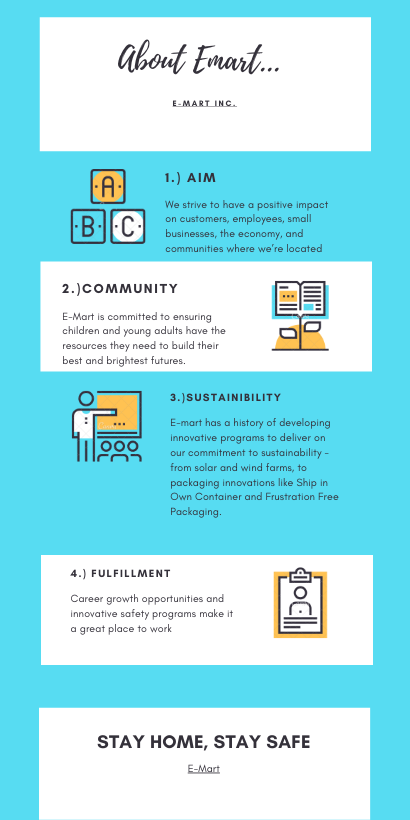 About Emart...
E-MART INC.
A
B
C
1.) AIM
We strive to have a positive impact
on customers, employees, small
businesses, the economy, and
communities where we're located
2.)COMMUNITY
E-Mart is committed to ensuring
children and young adults have the
resources they need to build their
best and brightest futures.
3.)SUSTAINIBILITY
E-mart has a history of developing
innovative programs to deliver on
our commitment to sustainability -
from solar and wind farms, to
packaging innovations like Ship in
Own Container and Frustration Free
Packaging.
4.) FULFILLMENT
Career growth opportunities and
innovative safety programs make it
a great place to work
STAY HOME, STAY SAFE
E-Mart